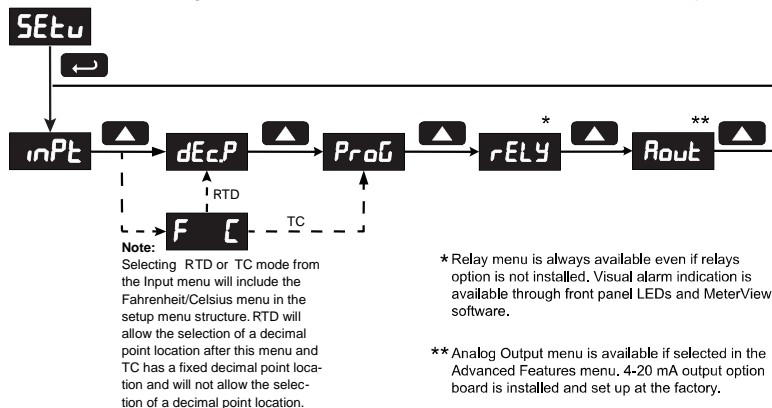 SEtu
inPt
dEc.P
ProG
*
rELY
**
Aout
RTD
F C
TC
Note:
Selecting RTD or TC mode from
the Input menu will include the
Fahrenheit/Celsius menu in the
setup menu structure. RTD will
allow the selection of a decimal
point location after this menu and
TC has a fixed decimal point loca-
tion and will not allow the selec-
tion of a decimal point location.
* Relay menu is always available even if relays
option is not installed. Visual alarm indication is
available through front panel LEDs and MeterView
software.
** Analog Output menu is available if selected in the
Advanced Features menu. 4-20 mA output option
board is installed and set up at the factory.